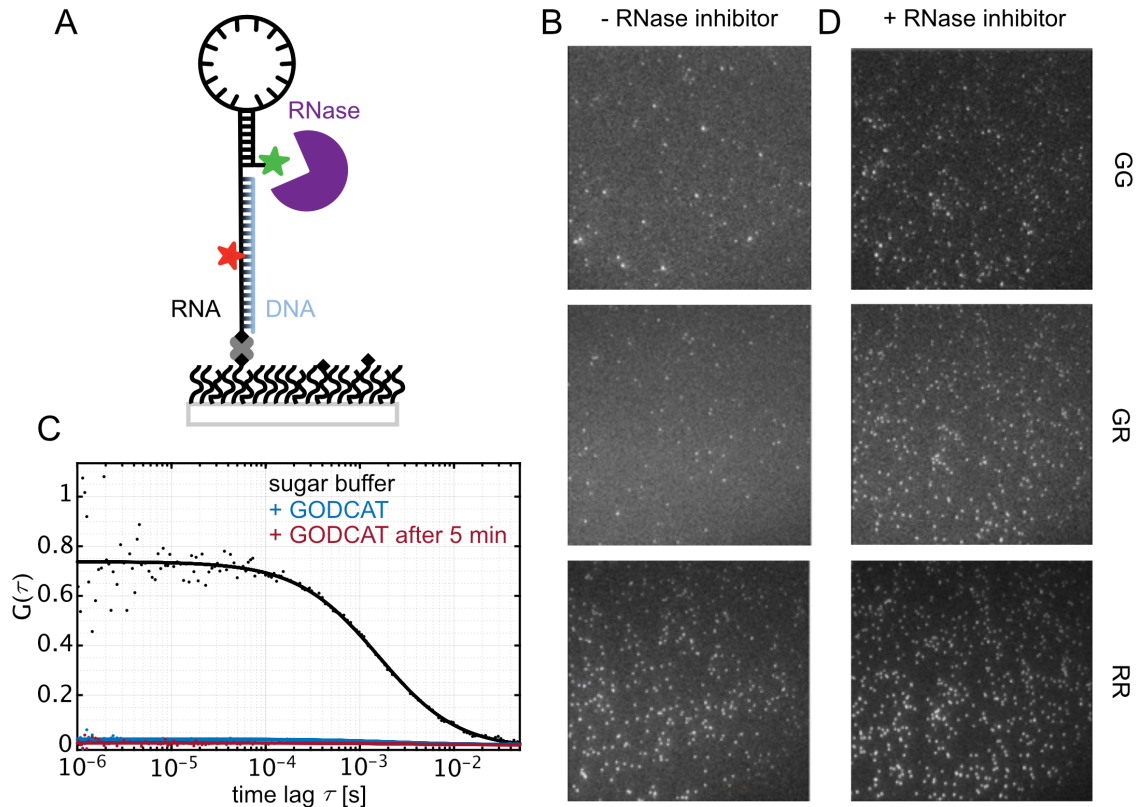 A
RNase
RNA
DNA
B
- RNase inhibitor
D
+ RNase inhibitor
GG
GR
RR
C
sugar buffer
+ GODCAT
+ GODCAT after 5 min
G(τ)
1
0.8
0.6
0.4
0.2
0
10⁻⁶
10⁻⁵
10⁻⁴
10⁻³
10⁻²
time lag τ [s]